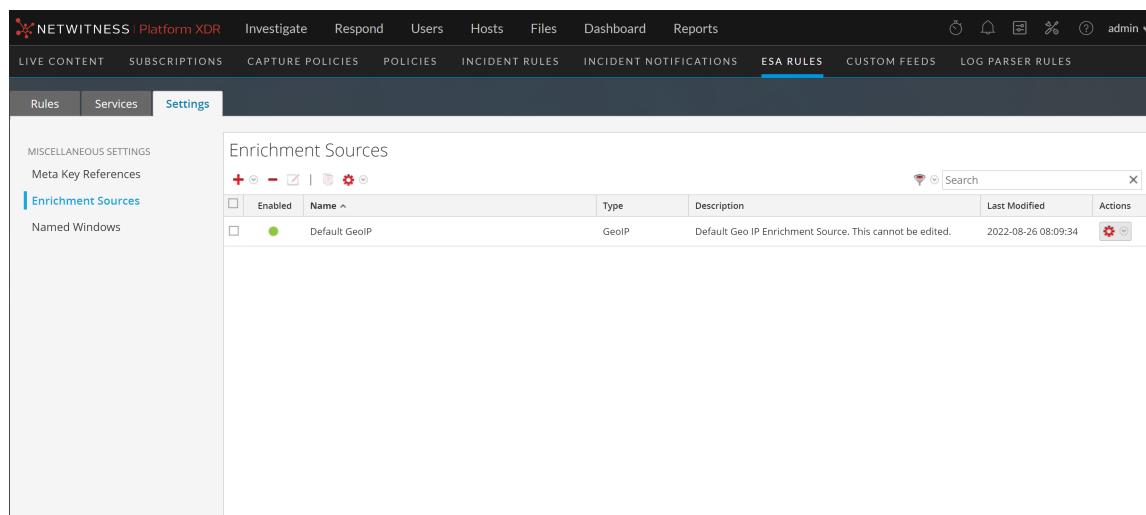 NETWITNESS Platform XDR Investigate Respond Users Hosts Files Dashboard Reports admin
LIVE CONTENT SUBSCRIPTIONS CAPTURE POLICIES POLICIES INCIDENT RULES INCIDENT NOTIFICATIONS ESA RULES CUSTOM FEEDS LOG PARSER RULES
Rules Services Settings
MISCELLANEOUS SETTINGS
Meta Key References
Enrichment Sources
Named Windows
Enrichment Sources
Search
Enabled Name Type Description Last Modified Actions
Default GeoIP GeoIP Default Geo IP Enrichment Source. This cannot be edited. 2022-08-26 08:09:34